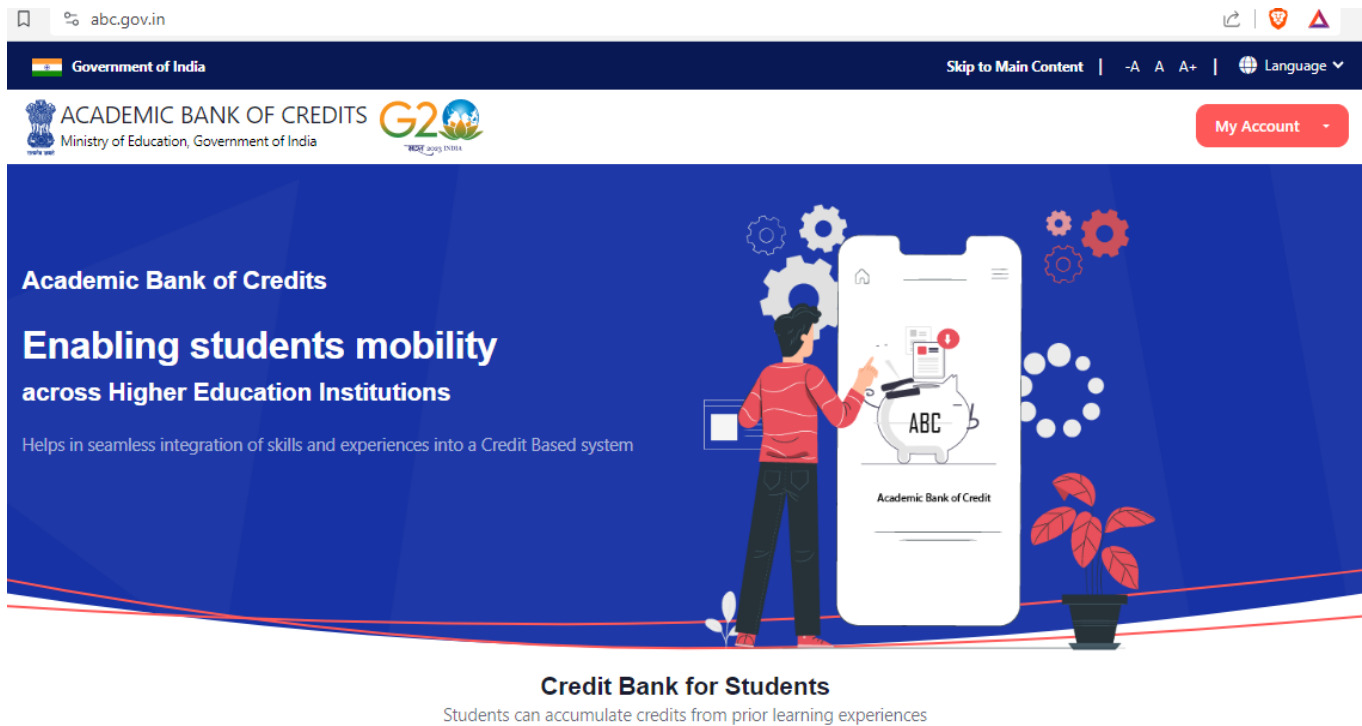 abc.gov.in
Government of India
Skip to Main Content | -A A A+ | Language
ACADEMIC BANK OF CREDITS
Ministry of Education, Government of India
G20
2023 INDIA
My Account
Academic Bank of Credits
Enabling students mobility
across Higher Education Institutions
Helps in seamless integration of skills and experiences into a Credit Based system
ABC
Academic Bank of Credit
Credit Bank for Students
Students can accumulate credits from prior learning experiences